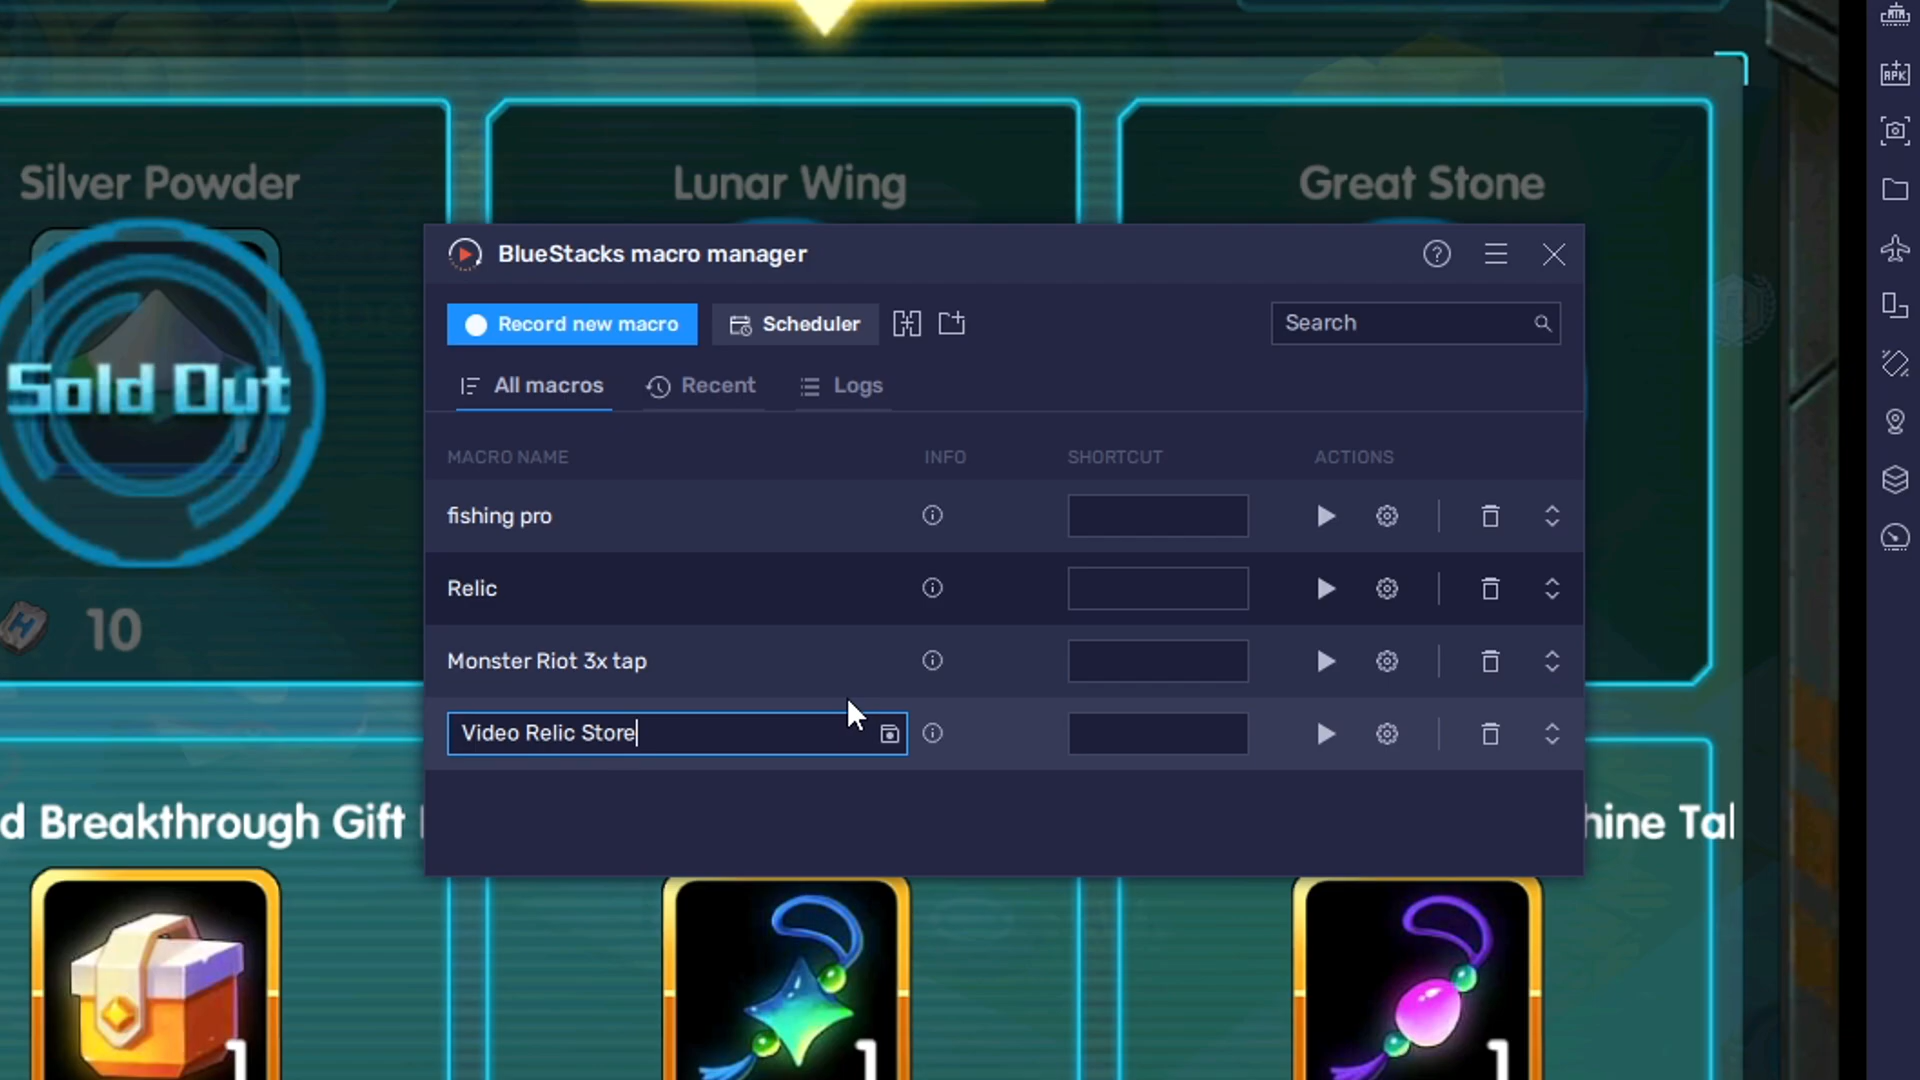 Silver Powder
Lunar Wing
Great Stone
Sold Out
10
BlueStacks macro manager
Record new macro
Scheduler
Search
All macros
Recent
Logs
MACRO NAME
INFO
SHORTCUT
ACTIONS
fishing pro
Relic
Monster Riot 3x tap
Video Relic Store
d Breakthrough Gift
hine Tal
1
1
1
APK